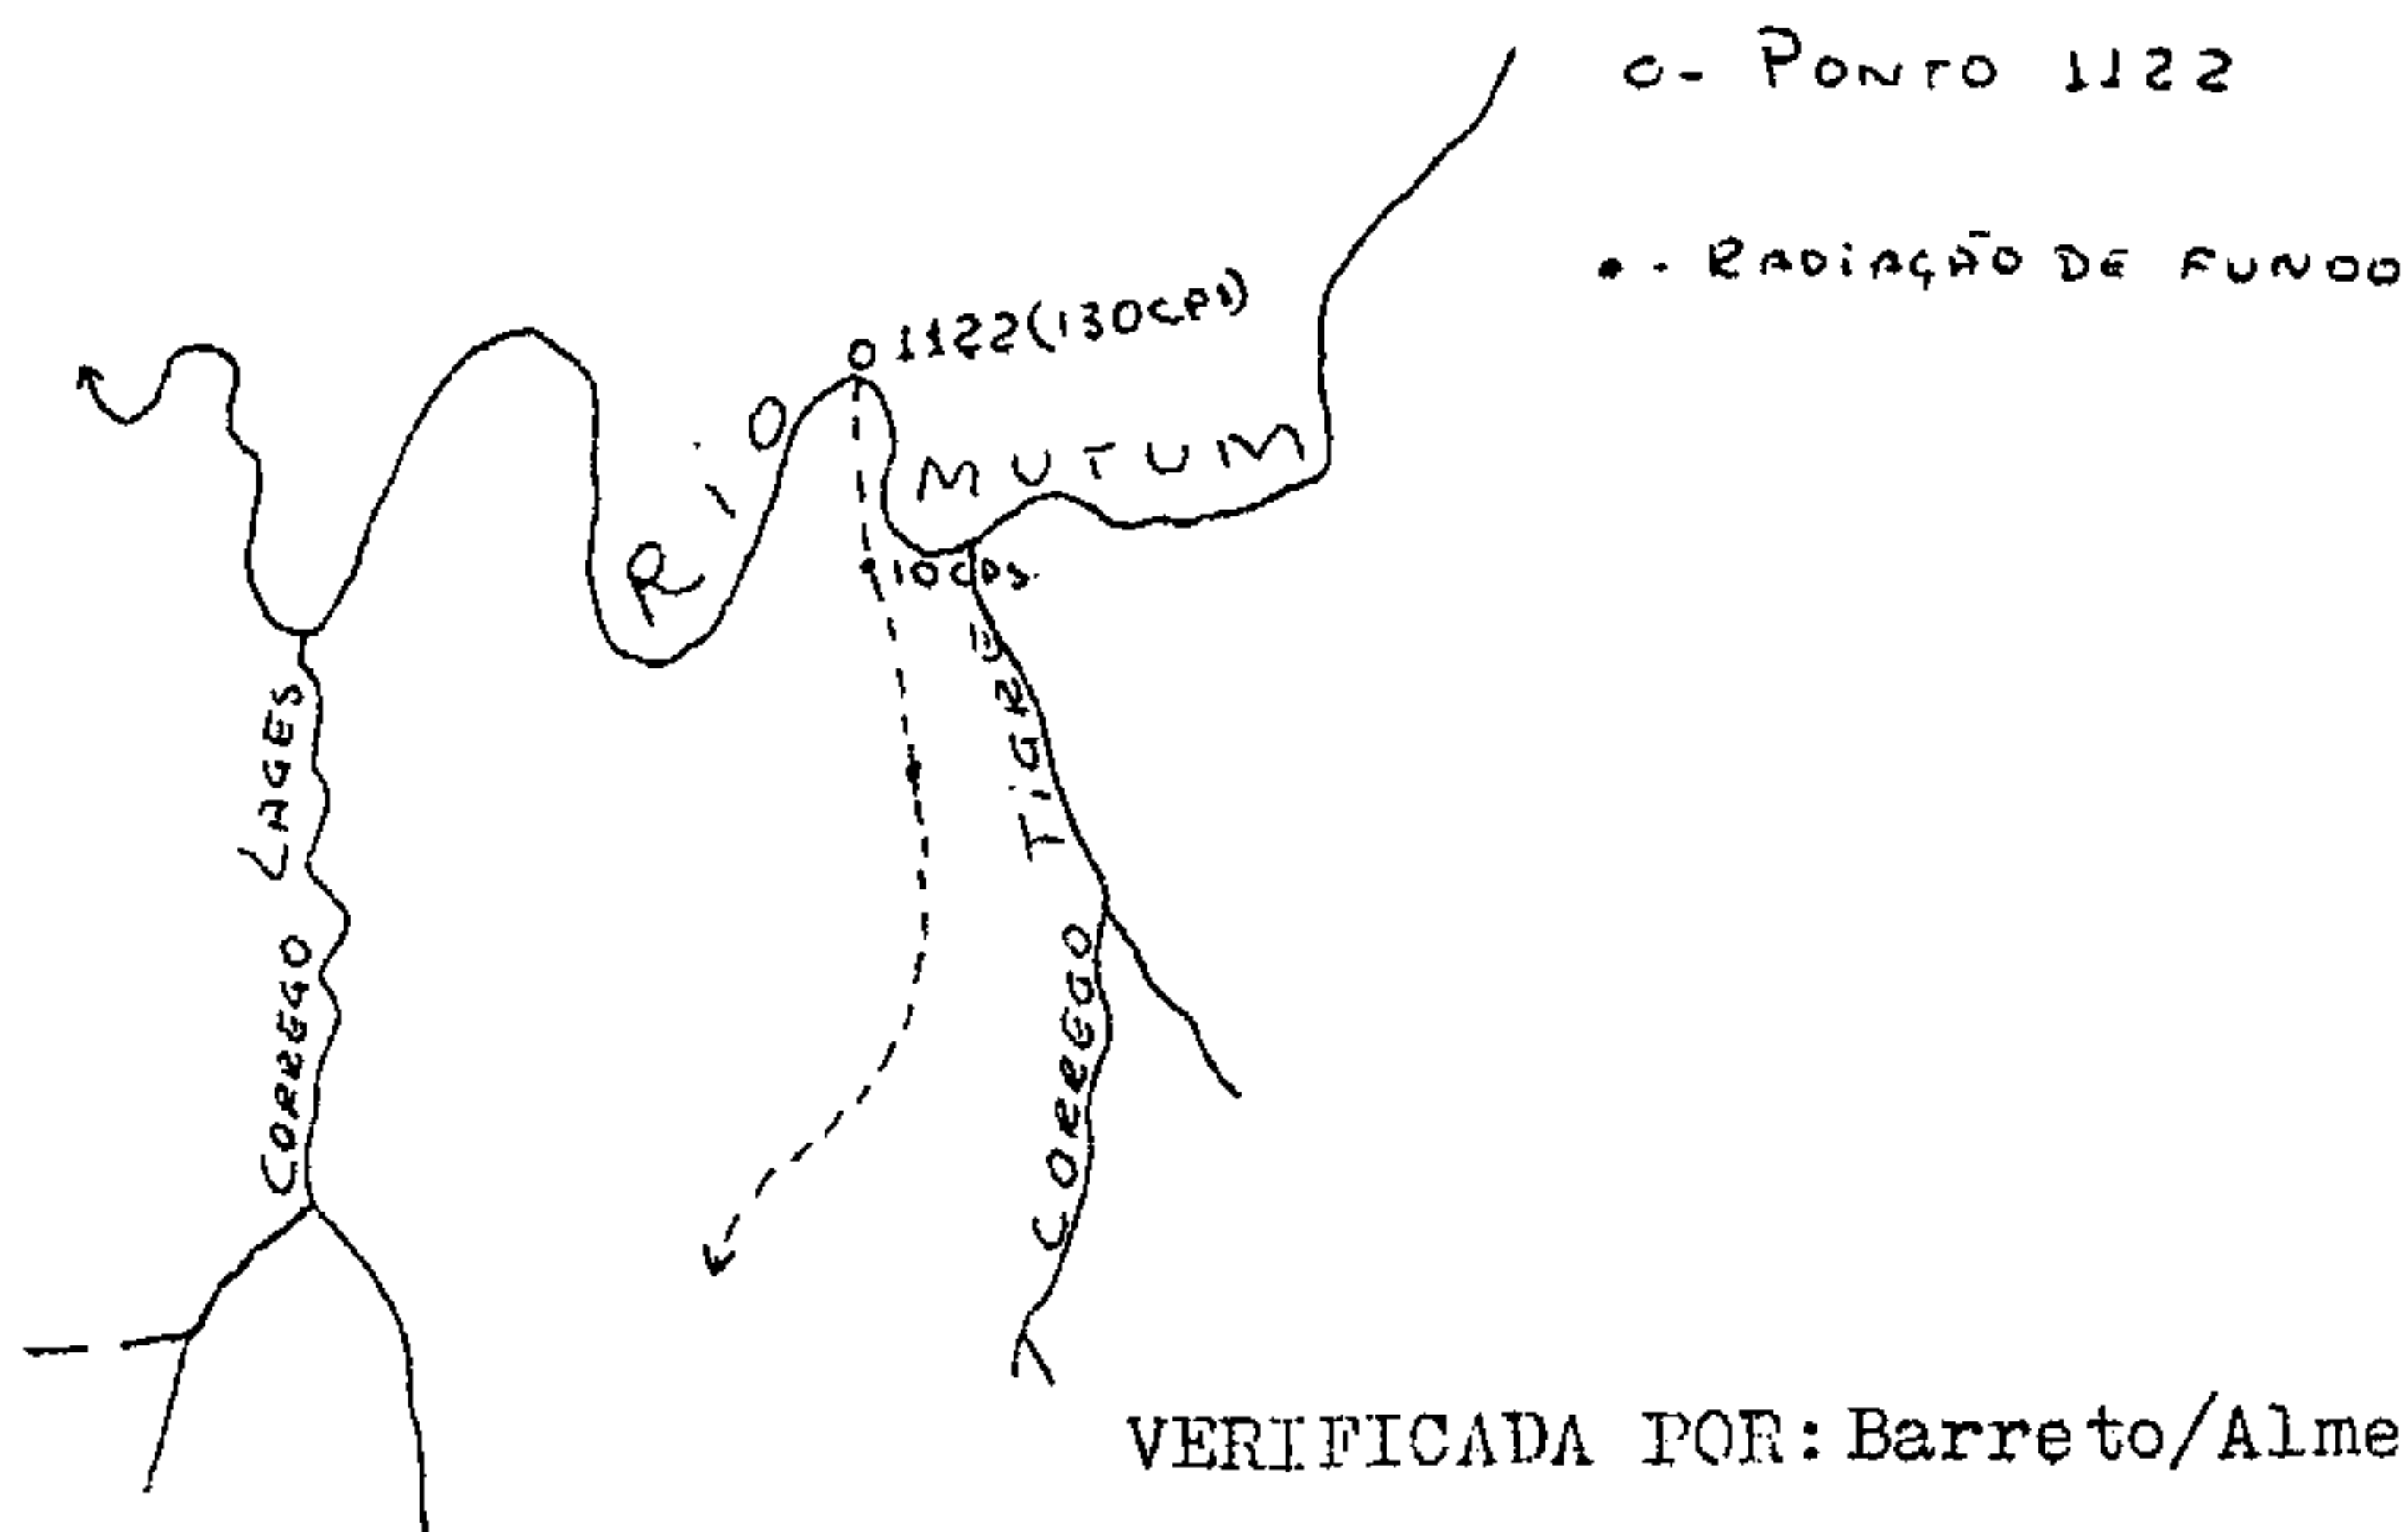 o - PONTO 1122
• - RADIAÇÃO DE FUNDO
1122(130CPS)
RIO MUTUM
10CPS.
CORREGO LAGES
CORREGO TIGRE
VERIFICADA POR: Barreto/Alme